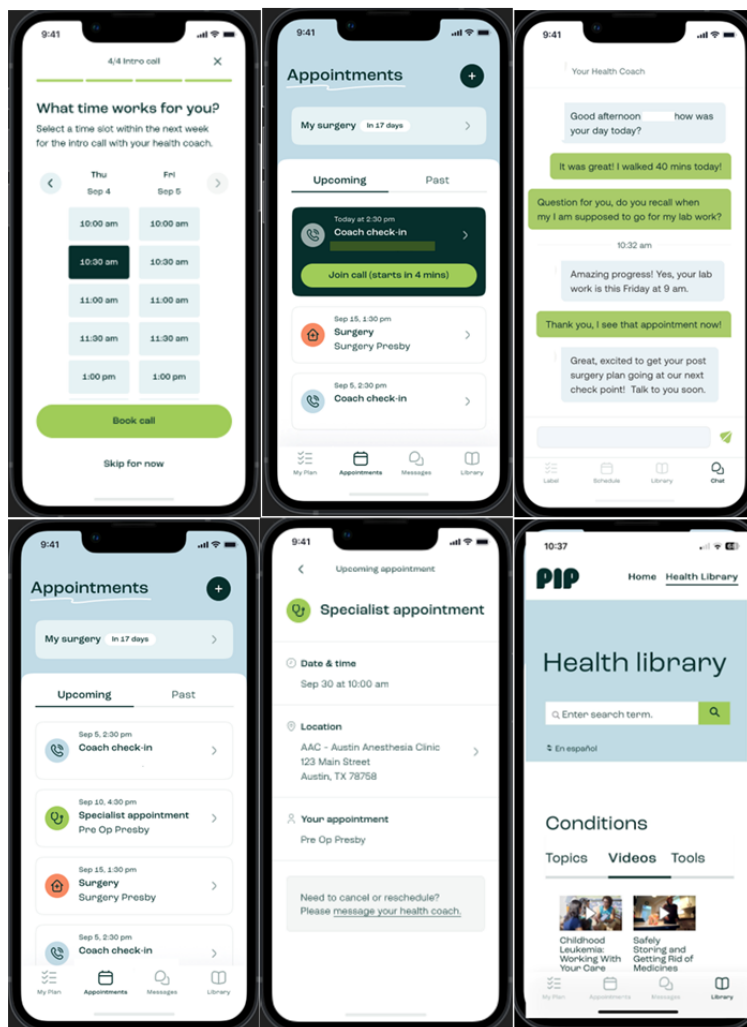 9:41
4/4 Intro call
What time works for you?
Select a time slot within the next week
for the intro call with your health coach.
Thu
Fri
Sep 4
Sep 5
10:00 am
10:00 am
10:30 am
10:30 am
11:00 am
11:00 am
11:30 am
11:30 am
1:00 pm
1:00 pm
Book call
Skip for now
9:41
Appointments
My surgery
In 17 days
Upcoming
Past
Today at 2:30 pm
Coach check-in
Join call (starts in 4 mins)
Sep 15, 1:30 pm
Surgery
Surgery Presby
Sep 5, 2:30 pm
Coach check-in
My Plan
Appointments
Messages
Library
9:41
Your Health Coach
Good afternoon how was
your day today?
It was great! I walked 40 mins today!
Question for you, do you recall when
my I am supposed to go for my lab work?
10:32 am
Amazing progress! Yes, your lab
work is this Friday at 9 am.
Thank you, I see that appointment now!
Great, excited to get your post
surgery plan going at our next
check point! Talk to you soon.
Label
Schedule
Library
Chat
9:41
Appointments
My surgery
In 17 days
Upcoming
Past
Sep 5, 2:30 pm
Coach check-in
Sep 10, 4:30 pm
Specialist appointment
Pre Op Presby
Sep 15, 1:30 pm
Surgery
Surgery Presby
Sep 5, 2:30 pm
Coach check-in
My Plan
Appointments
Messages
Library
9:41
Upcoming appointment
Specialist appointment
Date & time
Sep 30 at 10:00 am
Location
AAC - Austin Anesthesia Clinic
123 Main Street
Austin, TX 78758
Your appointment
Pre Op Presby
Need to cancel or reschedule?
Please message your health coach.
10:37
PIP
Home
Health Library
Health library
Enter search term.
En español
Conditions
Topics
Videos
Tools
Childhood
Leukemia:
Working With
Your Care
Safely
Storing and
Getting Rid of
Medicines
My Plan
Appointments
Messages
Library